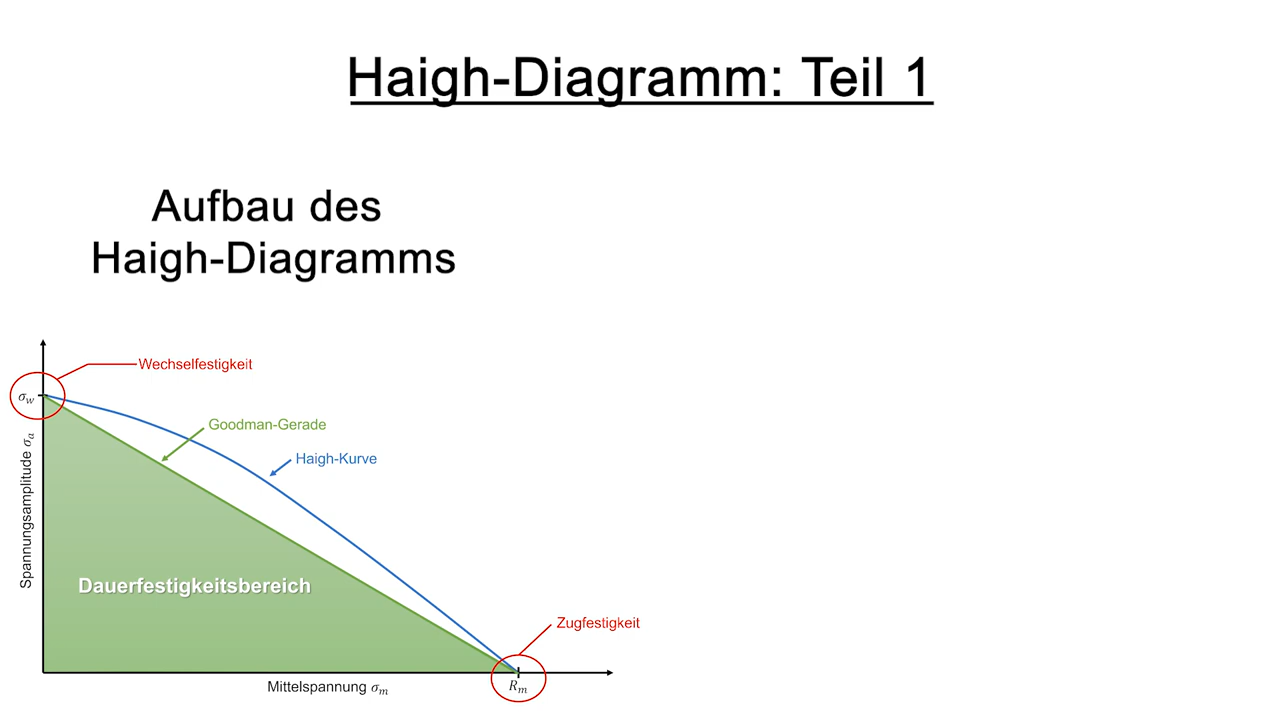 Haigh-Diagramm: Teil 1
Aufbau des
Haigh-Diagramms
Wechselfestigkeit
σw
Goodman-Gerade
Haigh-Kurve
Spannungsamplitude σa
Dauerfestigkeitsbereich
Zugfestigkeit
Mittelspannung σm
Rm